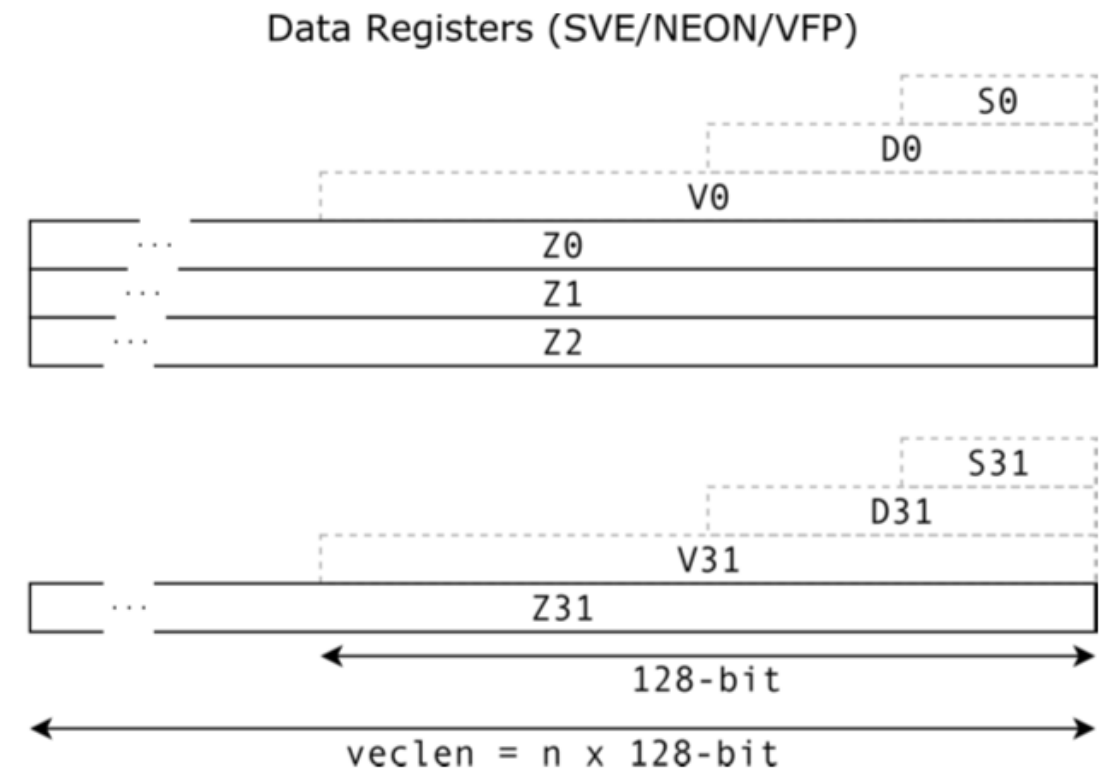 Data Registers (SVE/NEON/VFP)
S0
D0
V0
... Z0
... Z1
... Z2
S31
D31
V31
... Z31
128-bit
veclen = n x 128-bit